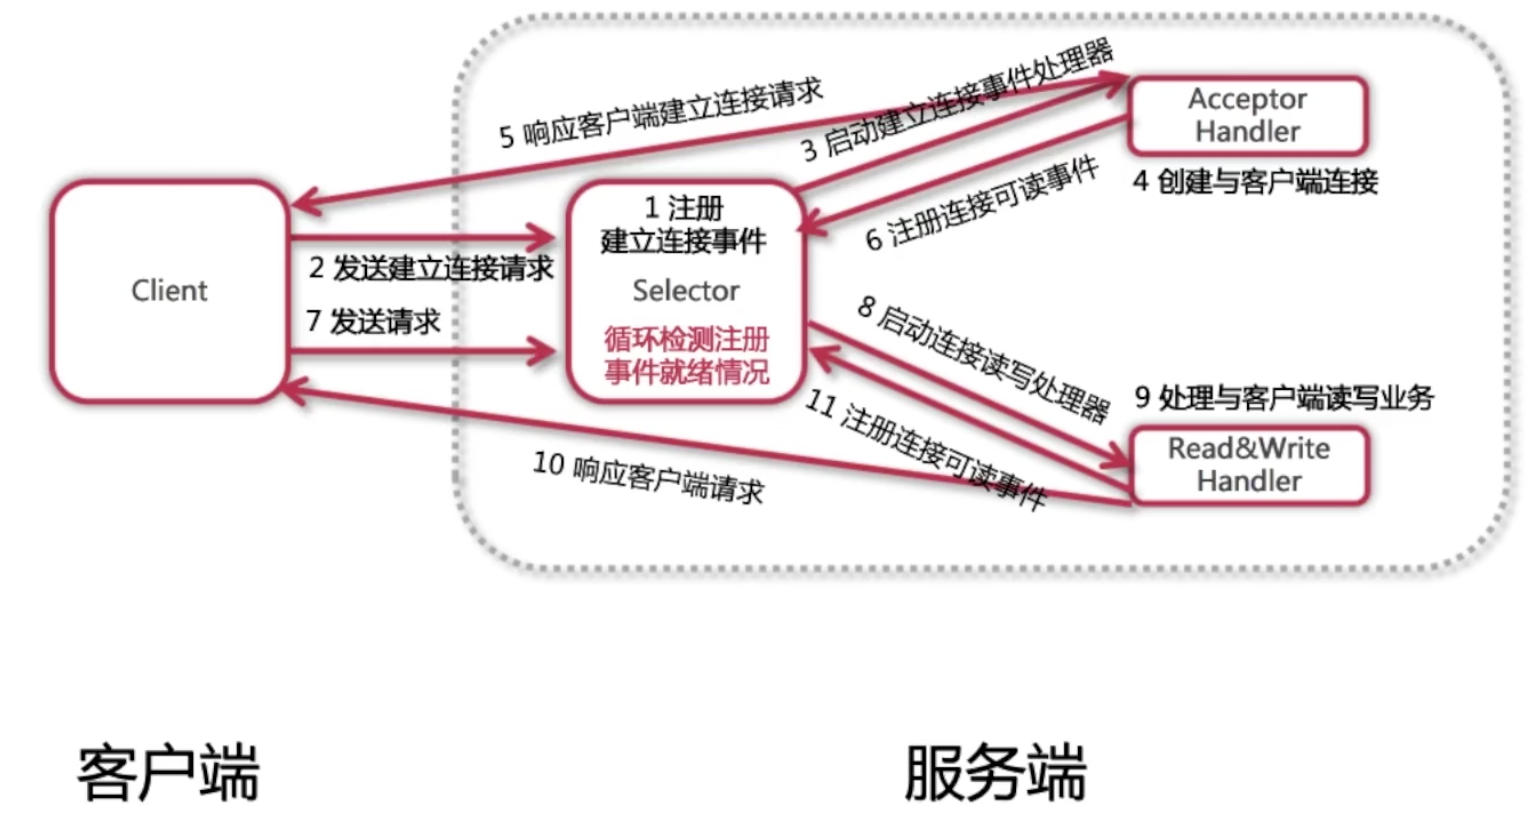 5 响应客户端建立连接请求
3 启动建立连接事件处理器
Acceptor
Handler
4 创建与客户端连接
6 注册连接可读事件
1 注册
建立连接事件
Selector
循环检测注册
事件就绪情况
Client
2 发送建立连接请求
7 发送请求
8 启动连接读写处理器
9 处理与客户端读写业务
Read&Write
Handler
11 注册连接可读事件
10 响应客户端请求
客户端
服务端